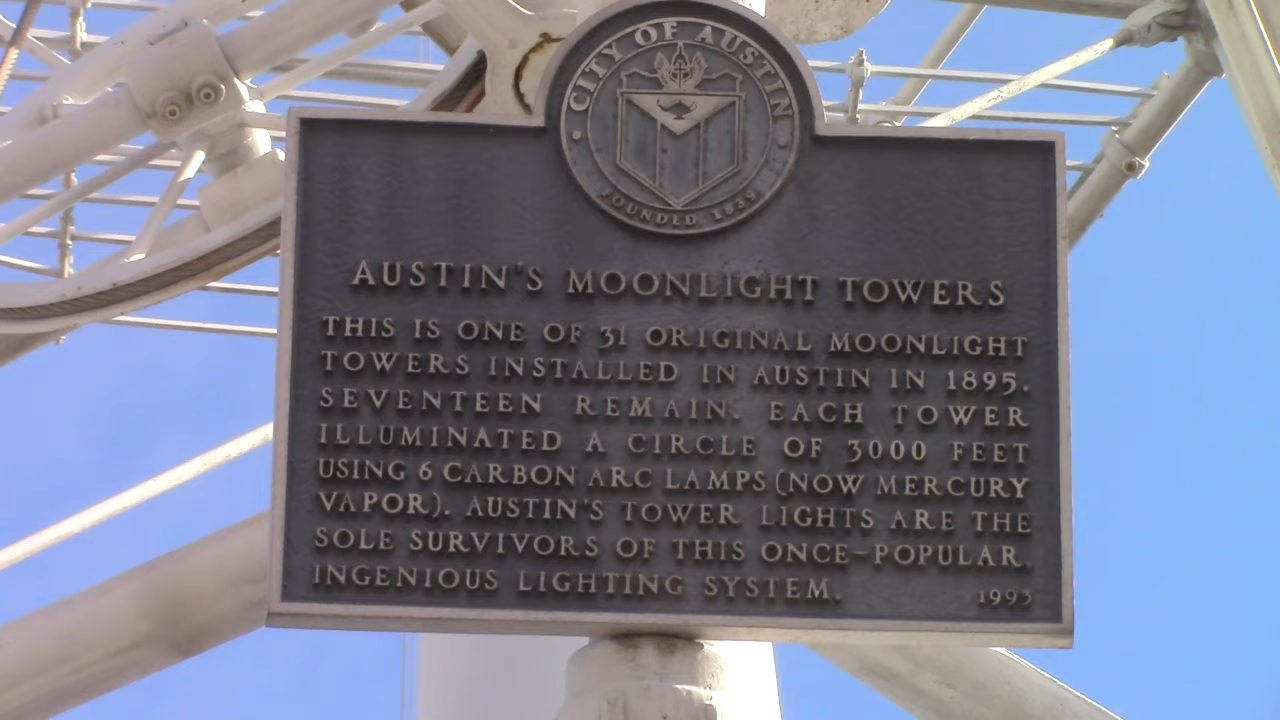 CITY OF AUSTIN
FOUNDED 1839
AUSTIN'S MOONLIGHT TOWERS
THIS IS ONE OF 31 ORIGINAL MOONLIGHT
TOWERS INSTALLED IN AUSTIN IN 1895.
SEVENTEEN REMAIN. EACH TOWER
ILLUMINATED A CIRCLE OF 3000 FEET
USING 6 CARBON ARC LAMPS (NOW MERCURY
VAPOR). AUSTIN'S TOWER LIGHTS ARE THE
SOLE SURVIVORS OF THIS ONCE-POPULAR,
INGENIOUS LIGHTING SYSTEM.
1993